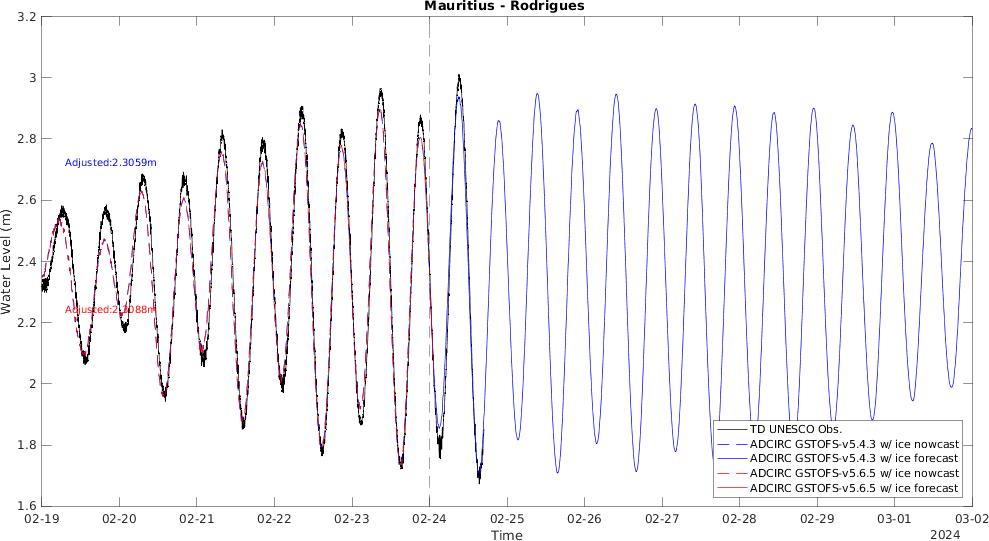 Mauritius - Rodrigues
3.2
3
2.8
2.6
2.4
2.2
2
1.8
1.6
Water Level (m)
Adjusted:2.3059m
Adjusted:2.3088m
TD UNESCO Obs.
ADCIRC GSTOFS-v5.4.3 w/ ice nowcast
ADCIRC GSTOFS-v5.4.3 w/ ice forecast
ADCIRC GSTOFS-v5.6.5 w/ ice nowcast
ADCIRC GSTOFS-v5.6.5 w/ ice forecast
02-19 02-20 02-21 02-22 02-23 02-24 02-25 02-26 02-27 02-28 02-29 03-01 03-02
Time
2024